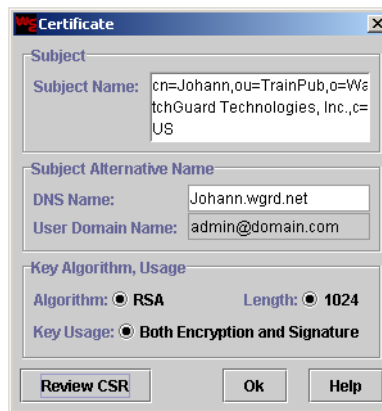 Certificate
Subject
Subject Name: cn=Johann,ou=TrainPub,o=Wa
tchGuard Technologies, Inc.,c=
US
Subject Alternative Name
DNS Name: Johann.wgrd.net
User Domain Name: admin@domain.com
Key Algorithm, Usage
Algorithm: RSA Length: 1024
Key Usage: Both Encryption and Signature
Review CSR Ok Help